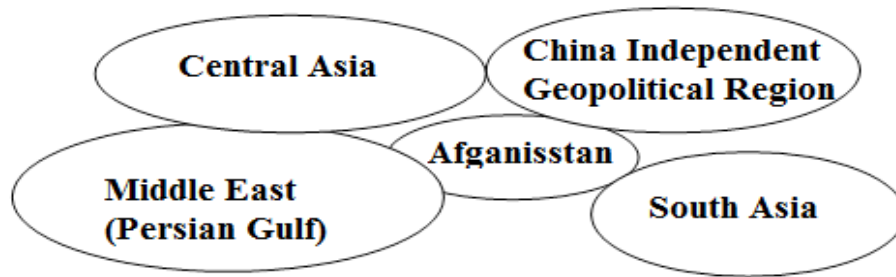 Central Asia
China Independent
Geopolitical Region
Afganisstan
Middle East
(Persian Gulf)
South Asia